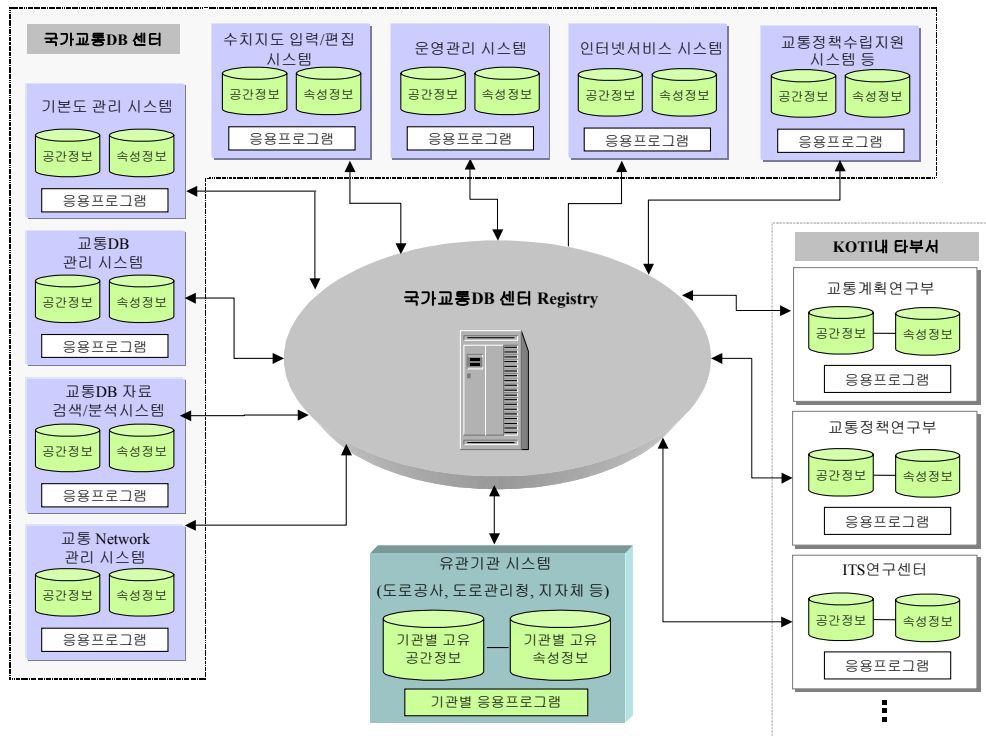 국가교통DB 센터
수치지도 입력/편집
시스템
공간정보
속성정보
응용프로그램
운영관리 시스템
공간정보
속성정보
응용프로그램
인터넷서비스 시스템
공간정보
속성정보
응용프로그램
교통정책수립지원
시스템 등
공간정보
속성정보
응용프로그램
기본도 관리 시스템
공간정보
속성정보
응용프로그램
교통DB
관리 시스템
공간정보
속성정보
응용프로그램
교통DB 자료
검색/분석시스템
공간정보
속성정보
응용프로그램
교통 Network
관리 시스템
공간정보
속성정보
응용프로그램
국가교통DB 센터 Registry
유관기관 시스템
(도로공사, 도로관리청, 지자체 등)
기관별 고유
공간정보
기관별 고유
속성정보
기관별 응용프로그램
KOTI내 타부서
교통계획연구부
공간정보
속성정보
응용프로그램
교통정책연구부
공간정보
속성정보
응용프로그램
ITS연구센터
공간정보
속성정보
응용프로그램